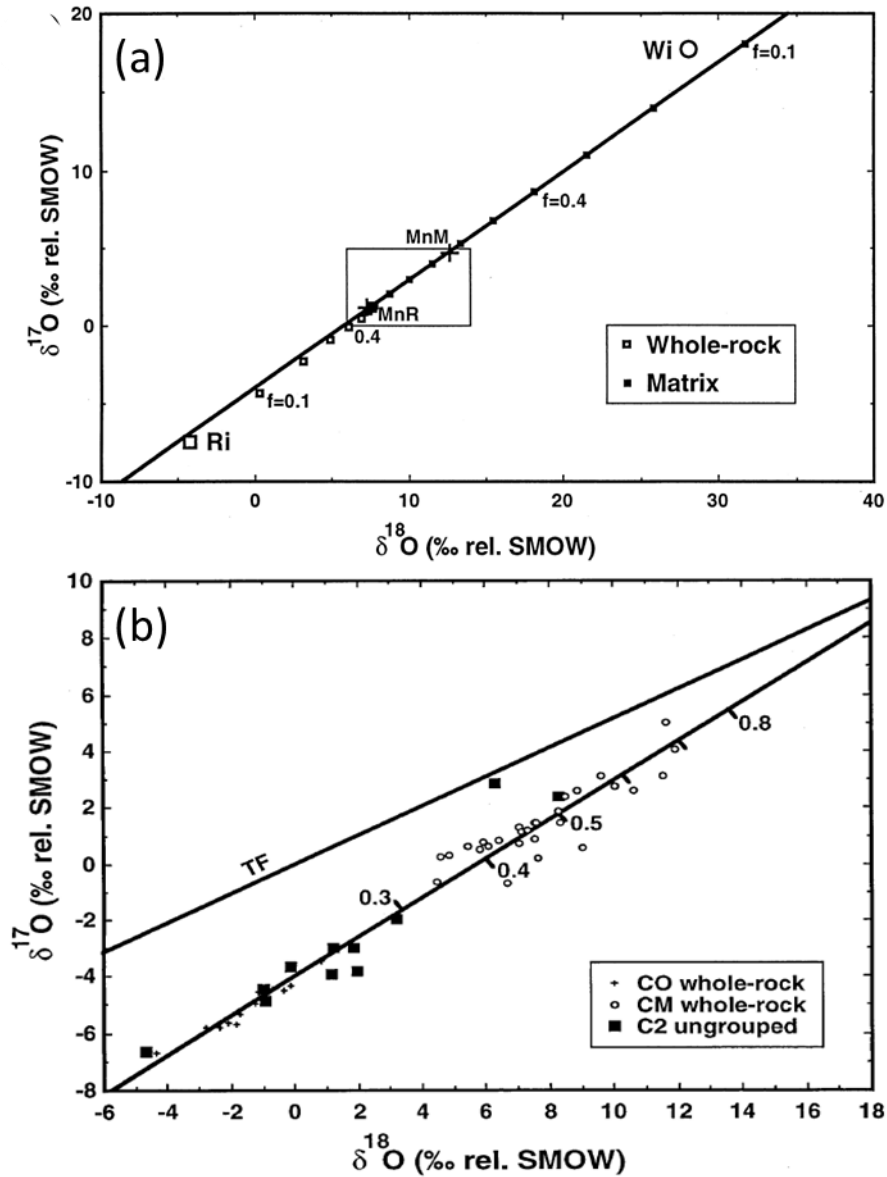 (a)
20
10
0
-10
δ17O (‰ rel. SMOW)
Wi
f=0.1
f=0.4
MnM
MnR
0.4
f=0.1
Ri
Whole-rock
Matrix
-10 0 10 20 30 40
δ18O (‰ rel. SMOW)
(b)
10
8
6
4
2
0
-2
-4
-6
-8
δ17O (‰ rel. SMOW)
0.8
0.5
TF
0.4
0.3
CO whole-rock
CM whole-rock
C2 ungrouped
-6 -4 -2 0 2 4 6 8 10 12 14 16 18
δ18O (‰ rel. SMOW)